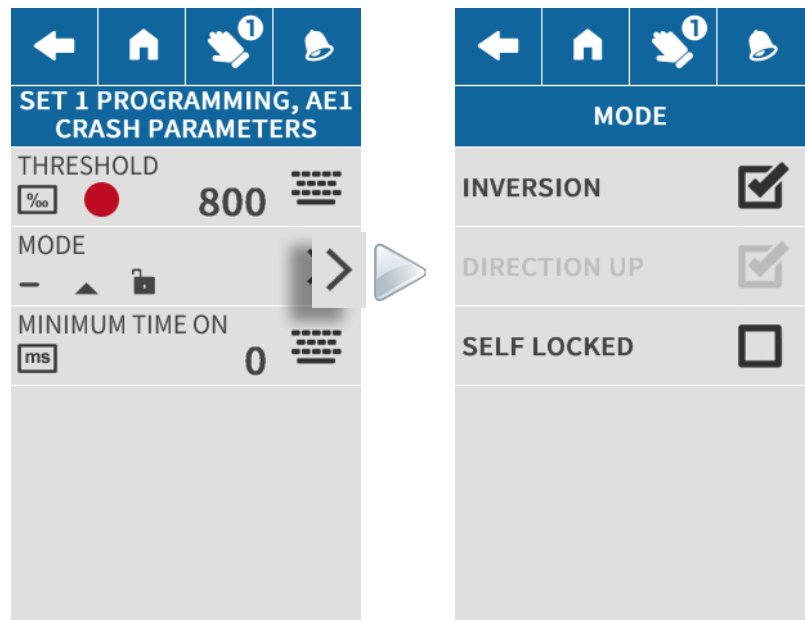 1
SET 1 PROGRAMMING, AE1
CRASH PARAMETERS
THRESHOLD
‰ 800
MODE
MINIMUM TIME ON
ms 0
1
MODE
INVERSION
DIRECTION UP
SELF LOCKED